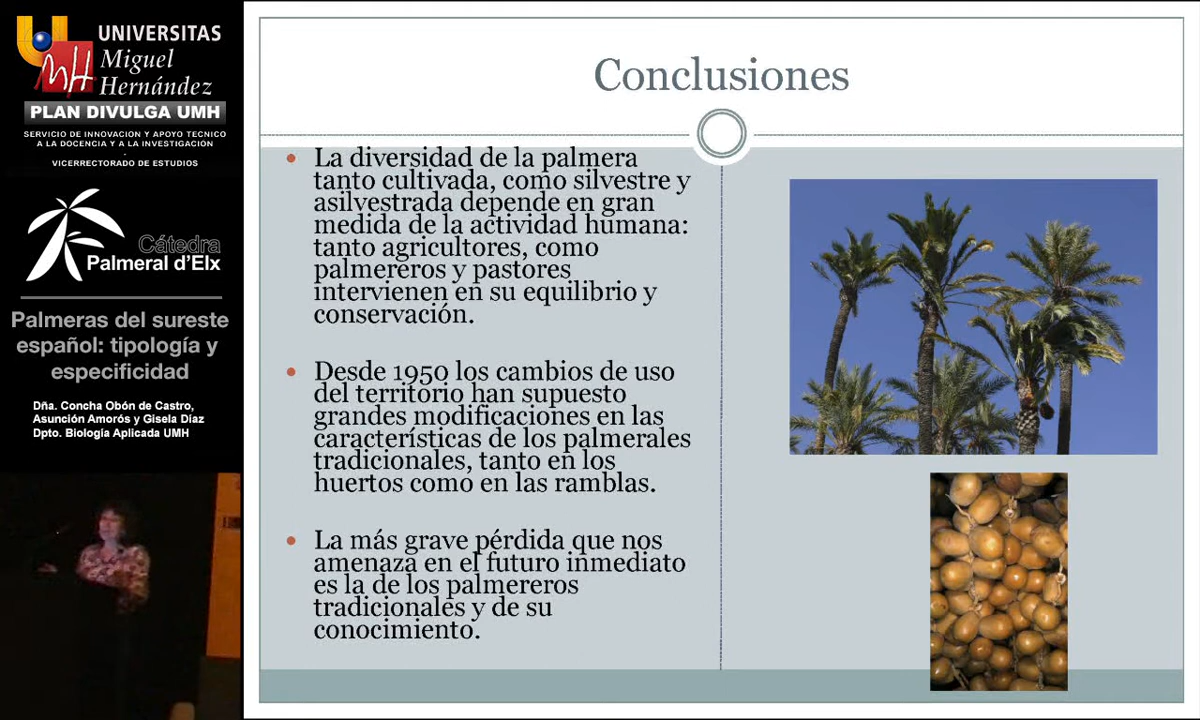 UNIVERSITAS
Miguel
Hernández
PLAN DIVULGA UMH
SERVICIO DE INNOVACION Y APOYO TECNICO
A LA DOCENCIA Y A LA INVESTIGACION
VICERRECTORADO DE ESTUDIOS
Cátedra
Palmeral d'Elx
Palmeras del sureste
español: tipología y
especificidad
Dña. Concha Obón de Castro,
Asunción Amorós y Gisela Díaz
Dpto. Biología Aplicada UMH
Conclusiones
• La diversidad de la palmera
tanto cultivada, como silvestre y
asilvestrada depende en gran
medida de la actividad humana:
tanto agricultores, como
palmereros y pastores
intervienen en su equilibrio y
conservación.
• Desde 1950 los cambios de uso
del territorio han supuesto
grandes modificaciones en las
características de los palmerales
tradicionales, tanto en los
huertos como en las ramblas.
• La más grave pérdida que nos
amenaza en el futuro inmediato
es la de los palmereros
tradicionales y de su
conocimiento.